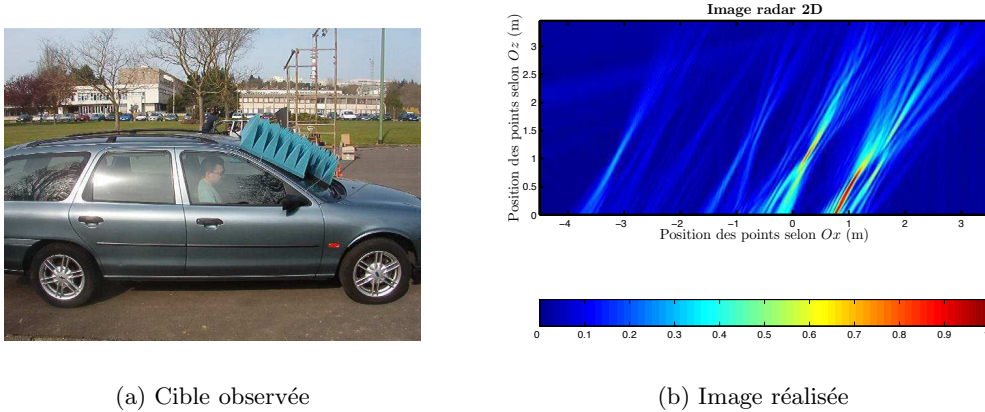 Image radar 2D
Position des points selon Oz (m)
3
2.5
2
1.5
1
0.5
0
−4 −3 −2 −1 0 1 2 3
Position des points selon Ox (m)
0 0.1 0.2 0.3 0.4 0.5 0.6 0.7 0.8 0.9
(a) Cible observée
(b) Image réalisée